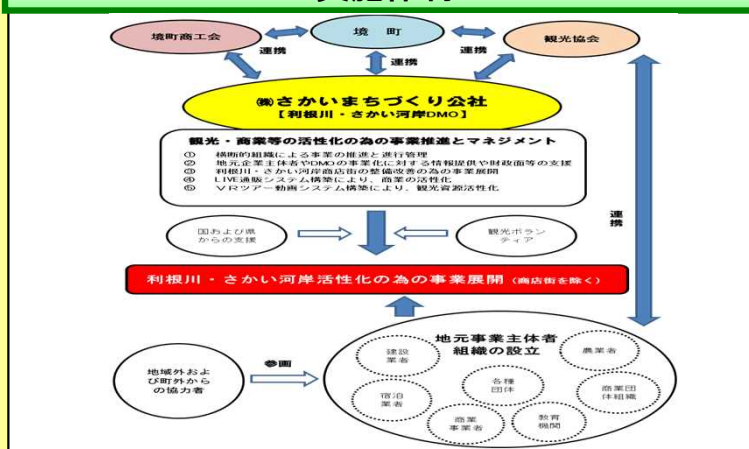 境町商工会
境　町
観光協会
連携
連携
連携
㈱さかいまちづくり公社
【利根川・さかい河岸DMO】
観光・商業等の活性化の為の事業推進とマネジメント
① 横断的組織による事業の推進と進行管理
② 地元企業主体者やDMOの事業化に対する情報提供や財政面等の支援
③ 利根川・さかい河岸商店街の整備改善の為の事業展開
④ LIVE通販システム構築により、商業の活性化
⑤ VRツアー動画システム構築により、観光資源活性化
連携
国および県
からの支援
観光ボラン
ティア
利根川・さかい河岸活性化の為の事業展開（商店街を除く）
地元事業主体者
組織の設立
建設
業者
農業者
地域外およ
び町外から
の協力者
参画
宿泊
業者
各種
団体
商業団
体組織
商業
事業者
教育
機関